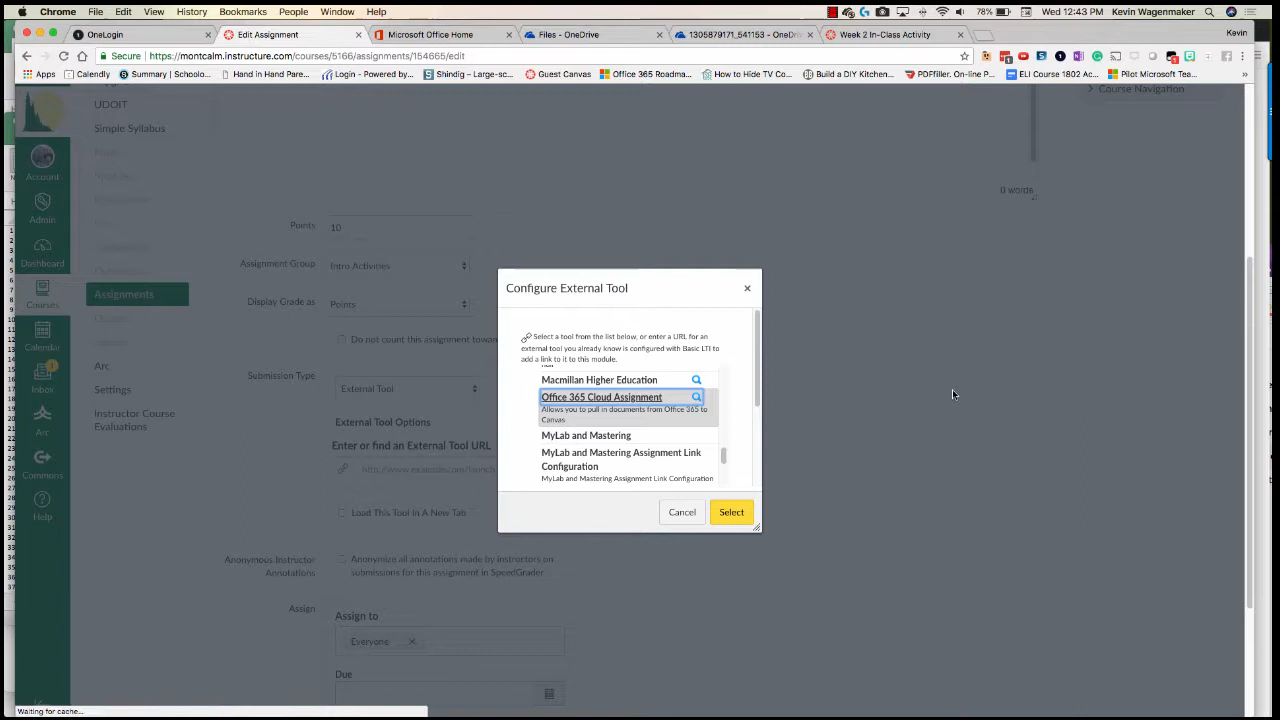 Chrome File Edit View History Bookmarks People Window Help 78% Wed 12:43 PM Kevin Wagenmaker
OneLogin Edit Assignment Microsoft Office Home Files - OneDrive 1305879171_541163 - OneDriv Week 2 In-Class Activity Kevin
Secure https://montcalm.instructure.com/courses/5166/assignments/154665/edit
Apps Calendly Summary | Schoolo... Hand in Hand Pare... Login - Powered by... Shindig – Large-sc... Guest Canvas Office 365 Roadma... How to Hide TV Co... Build a DIY Kitchen... PDFfiller. On-line P... ELI Course 1802 Ac... Pilot Microsoft Tea...
UDOIT
Course Navigation
Simple Syllabus
Account
0 words
Admin
Points 10
Dashboard
Assignment Group Intro Activities
Configure External Tool
Courses
Assignments
Display Grade as Points
Calendar
Do not count this assignment towar
Select a tool from the list below, or enter a URL for an
external tool you already know is configured with Basic LTI to
add a link to it to this module.
Arc
Submission Type
Macmillan Higher Education
Inbox
Settings
External Tool
Office 365 Cloud Assignment
Allows you to pull in documents from Office 365 to
Canvas
Instructor Course
Evaluations
Arc
External Tool Options
MyLab and Mastering
Enter or find an External Tool URL
MyLab and Mastering Assignment Link
Configuration
http://www.example.com/launch
MyLab and Mastering Assignment Link Configuration
Commons
Help
Load This Tool In A New Tab
Cancel Select
Anonymous Instructor
Annotations
Anonymize all annotations made by instructors on
submissions for this assignment in SpeedGrader
Assign
Assign to
Everyone
Due
Waiting for cache...